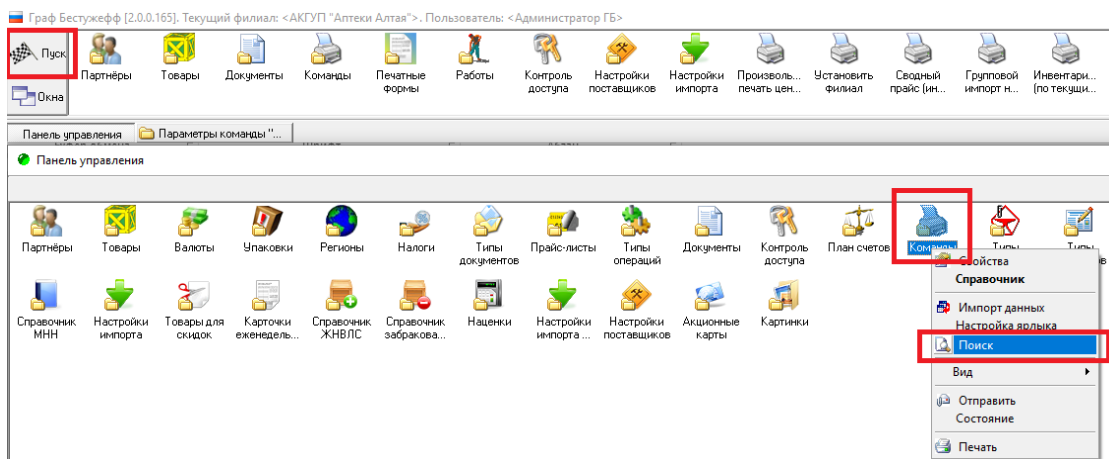 Граф Бестужефф [2.0.0.165]. Текущий филиал: <АКГУП "Аптеки Алтая">. Пользователь: <Администратор ГБ>
Пуск
Окна
Партнёры
Товары
Документы
Команды
Печатные
формы
Работы
Контроль
доступа
Настройки
поставщиков
Настройки
импорта
Произволь...
печать цен...
Установить
филиал
Сводный
прайс (ин...
Групповой
импорт н...
Инвентари...
(по текущи...
Панель управления
Параметры команды "...
Панель управления
Партнёры
Товары
Валюты
Упаковки
Регионы
Налоги
Типы
документов
Прайс-листы
Типы
операций
Документы
Контроль
доступа
План счетов
Команды
Типы
Типы
Справочник
МНН
Настройки
импорта
Товары для
скидок
Карточки
еженедель...
Справочник
ЖНВЛС
Справочник
забракова...
Наценки
Настройки
импорта ...
Настройки
поставщиков
Акционные
карты
Картинки
Свойства
Справочник
Импорт данных
Настройка ярлыка
Поиск
Вид
Отправить
Состояние
Печать